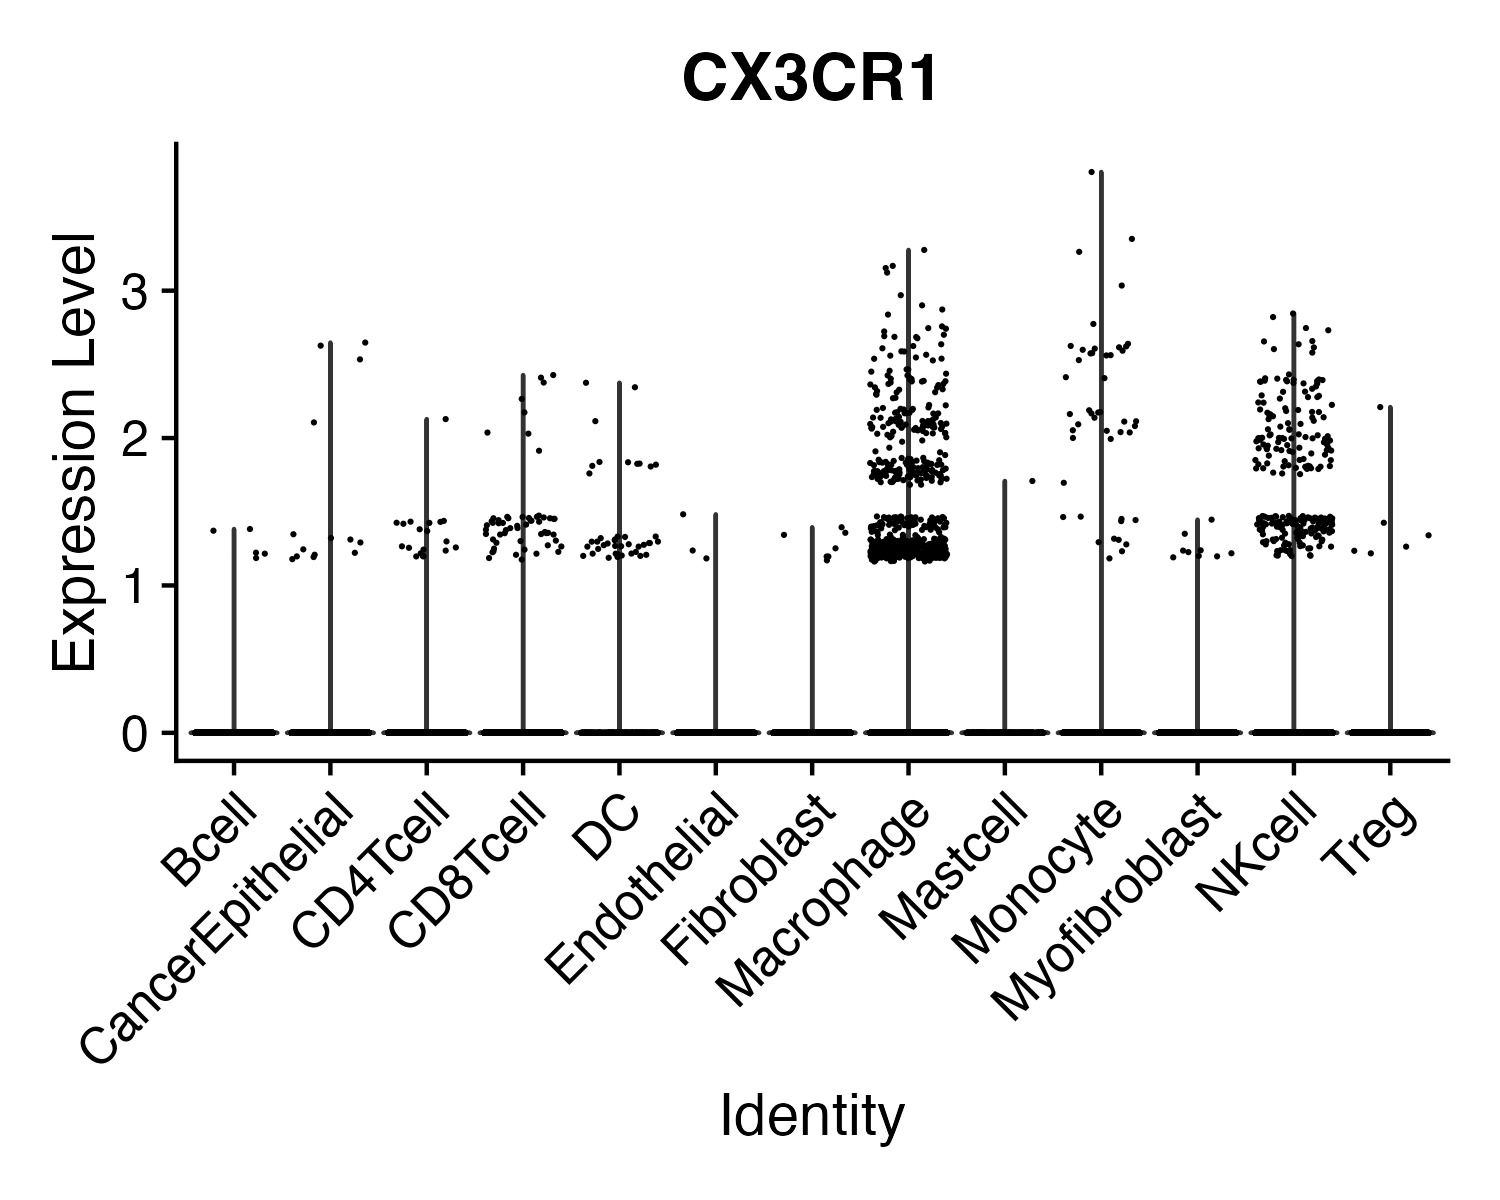 CX3CR1
Expression Level
3
2
1
0
Bcell
CancerEpithelial
CD4Tcell
CD8Tcell
DC
Endothelial
Fibroblast
Macrophage
Mastcell
Monocyte
Myofibroblast
NKcell
Treg
Identity